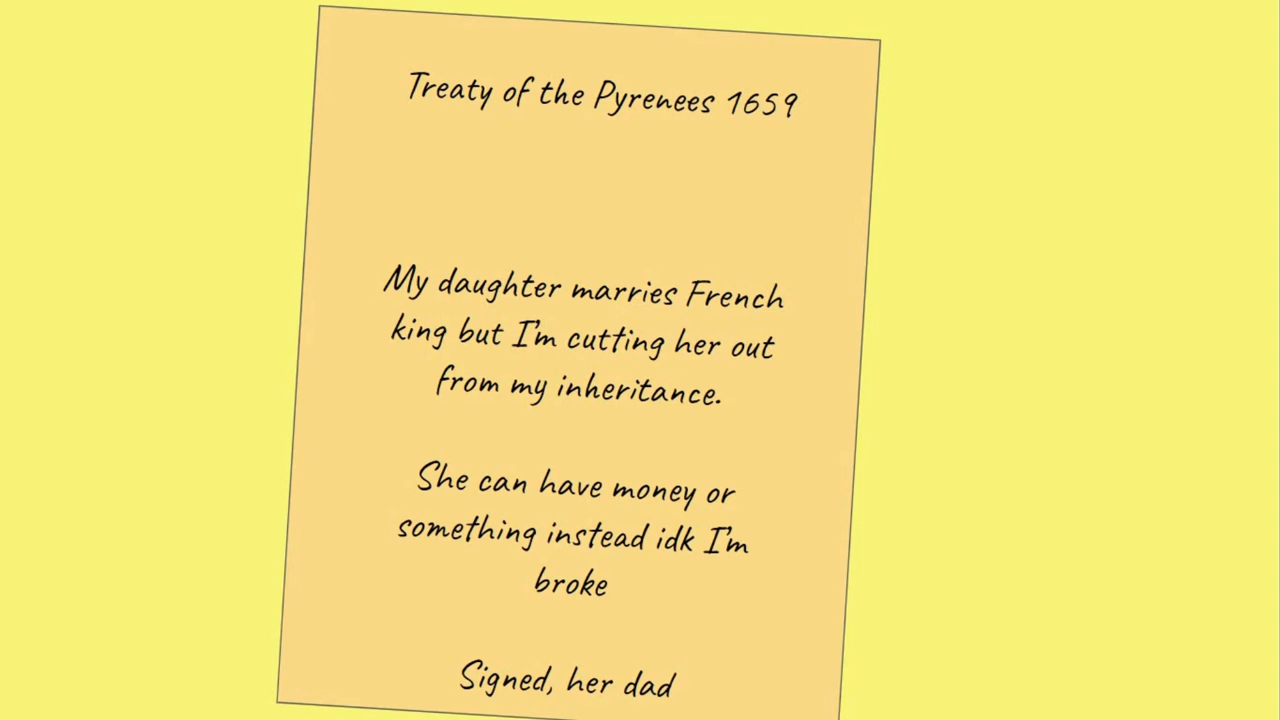 Treaty of the Pyrenees 1659
My daughter marries French
king but I'm cutting her out
from my inheritance.
She can have money or
something instead idk I'm
broke
Signed, her dad